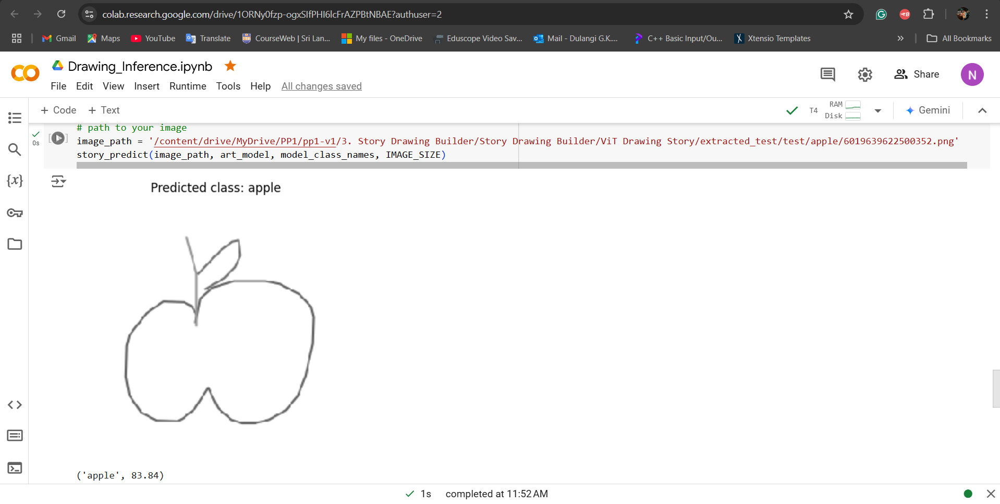 colab.research.google.com/drive/1ORNy0fzp-ogxSlfPHI6lcFrAZPBtNBAE?authuser=2
Gmail Maps YouTube Translate CourseWeb | Sri Lan... My files - OneDrive Eduscope Video Sav... Mail - Dulangi G.K.... C++ Basic Input/Ou... Xtensio Templates » All Bookmarks
CO Drawing_Inference.ipynb
File Edit View Insert Runtime Tools Help All changes saved
Share N
+ Code + Text
T4 RAM Disk Gemini
# path to your image
0s
image_path = '/content/drive/MyDrive/PP1/pp1-v1/3. Story Drawing Builder/Story Drawing Builder/ViT Drawing Story/extracted_test/test/apple/6019639622500352.png'
story_predict(image_path, art_model, model_class_names, IMAGE_SIZE)
{x}
Predicted class: apple
('apple', 83.84)
1s completed at 11:52 AM